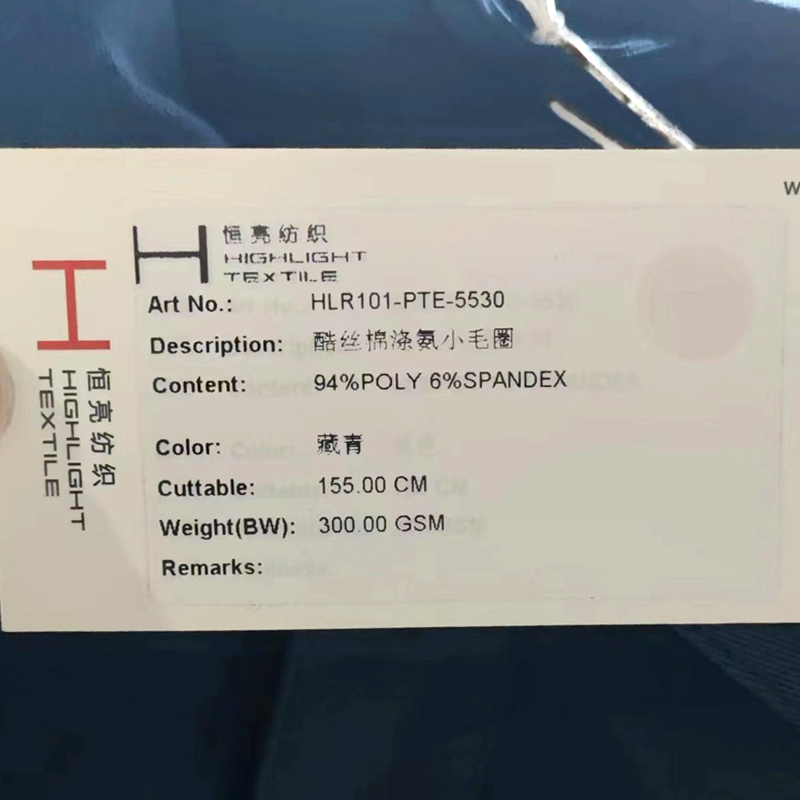 W
恒亮纺织
HIGHLIGHT
TEXTILE
Art No.: HLR101-PTE-5530
Description: 酷丝棉涤氨小毛圈
Content: 94%POLY 6%SPANDEX
Color: 藏青
Cuttable: 155.00 CM
Weight(BW): 300.00 GSM
Remarks:
恒亮纺织
HIGHLIGHT
TEXTILE